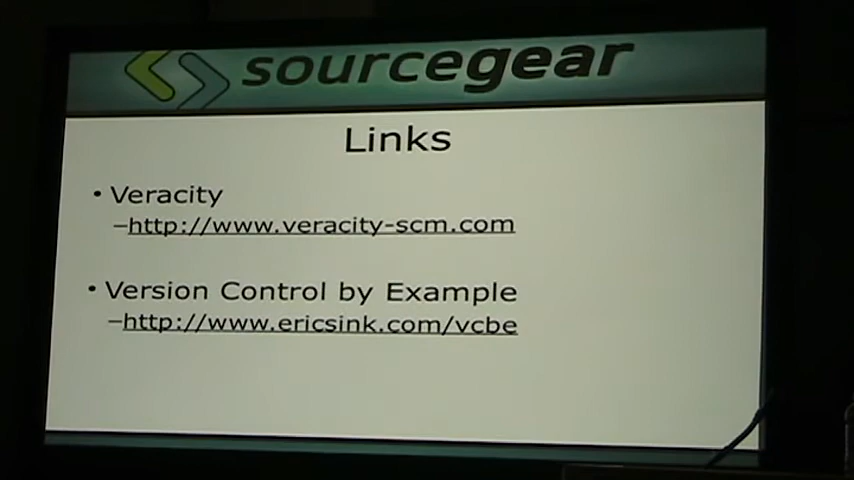 sourcegear
Links
• Veracity
–http://www.veracity-scm.com
• Version Control by Example
–http://www.ericsink.com/vcbe